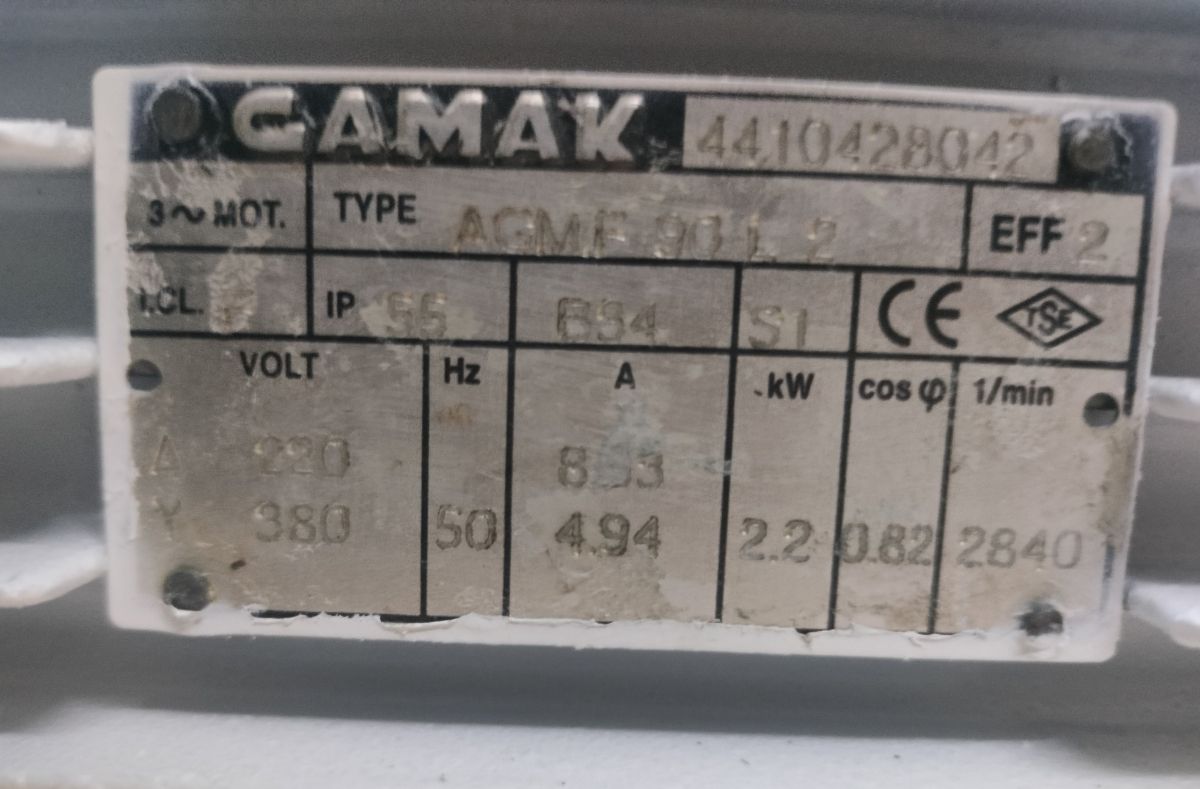 GAMAK 4410428042
3~MOT. TYPE AGMF 90 L 2 EFF 2
I.CL. F IP 55 B34 S1 CE TSE
VOLT Hz A kW cos φ 1/min
Δ 220
Y 380 50 4.94 2.2 0.82 2840